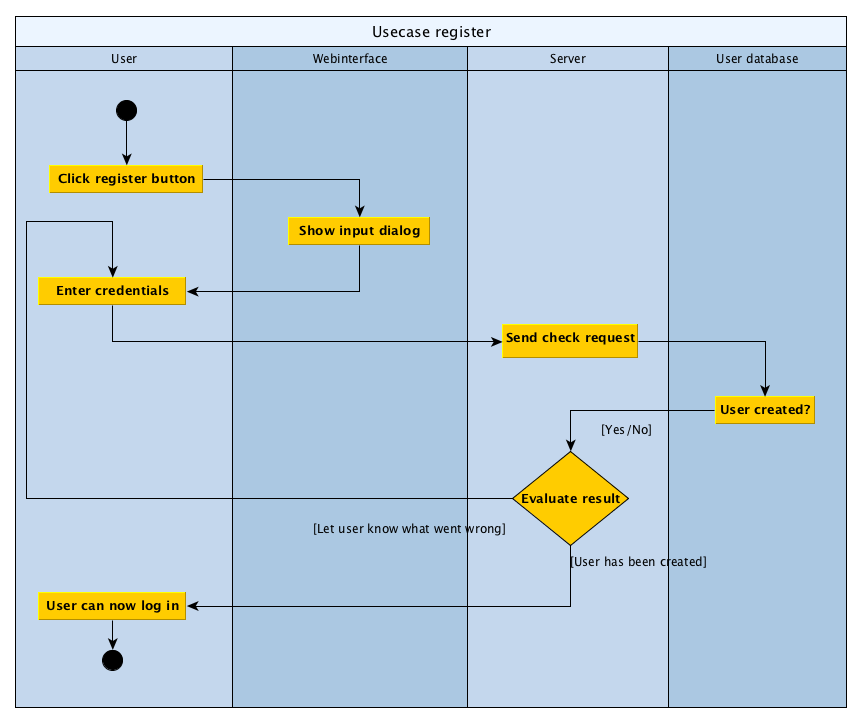 Usecase register
User
Webinterface
Server
User database
Click register button
Show input dialog
Enter credentials
Send check request
User created?
[Yes/No]
Evaluate result
[Let user know what went wrong]
[User has been created]
User can now log in